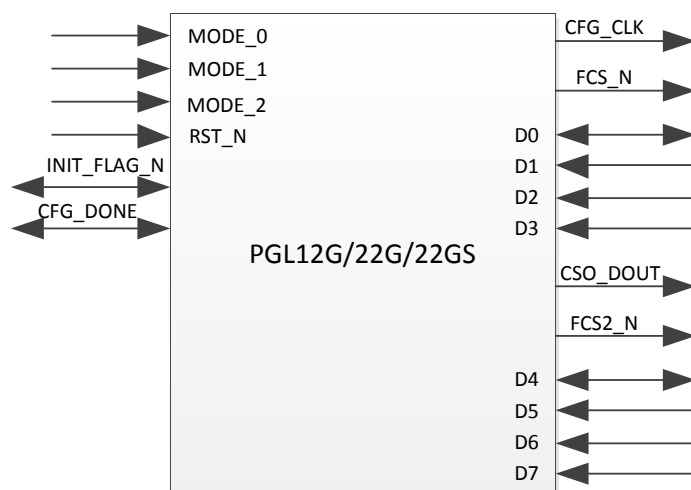 MODE_0
MODE_1
MODE_2
RST_N
INIT_FLAG_N
CFG_DONE
PGL12G/22G/22GS
CFG_CLK
FCS_N
D0
D1
D2
D3
CSO_DOUT
FCS2_N
D4
D5
D6
D7